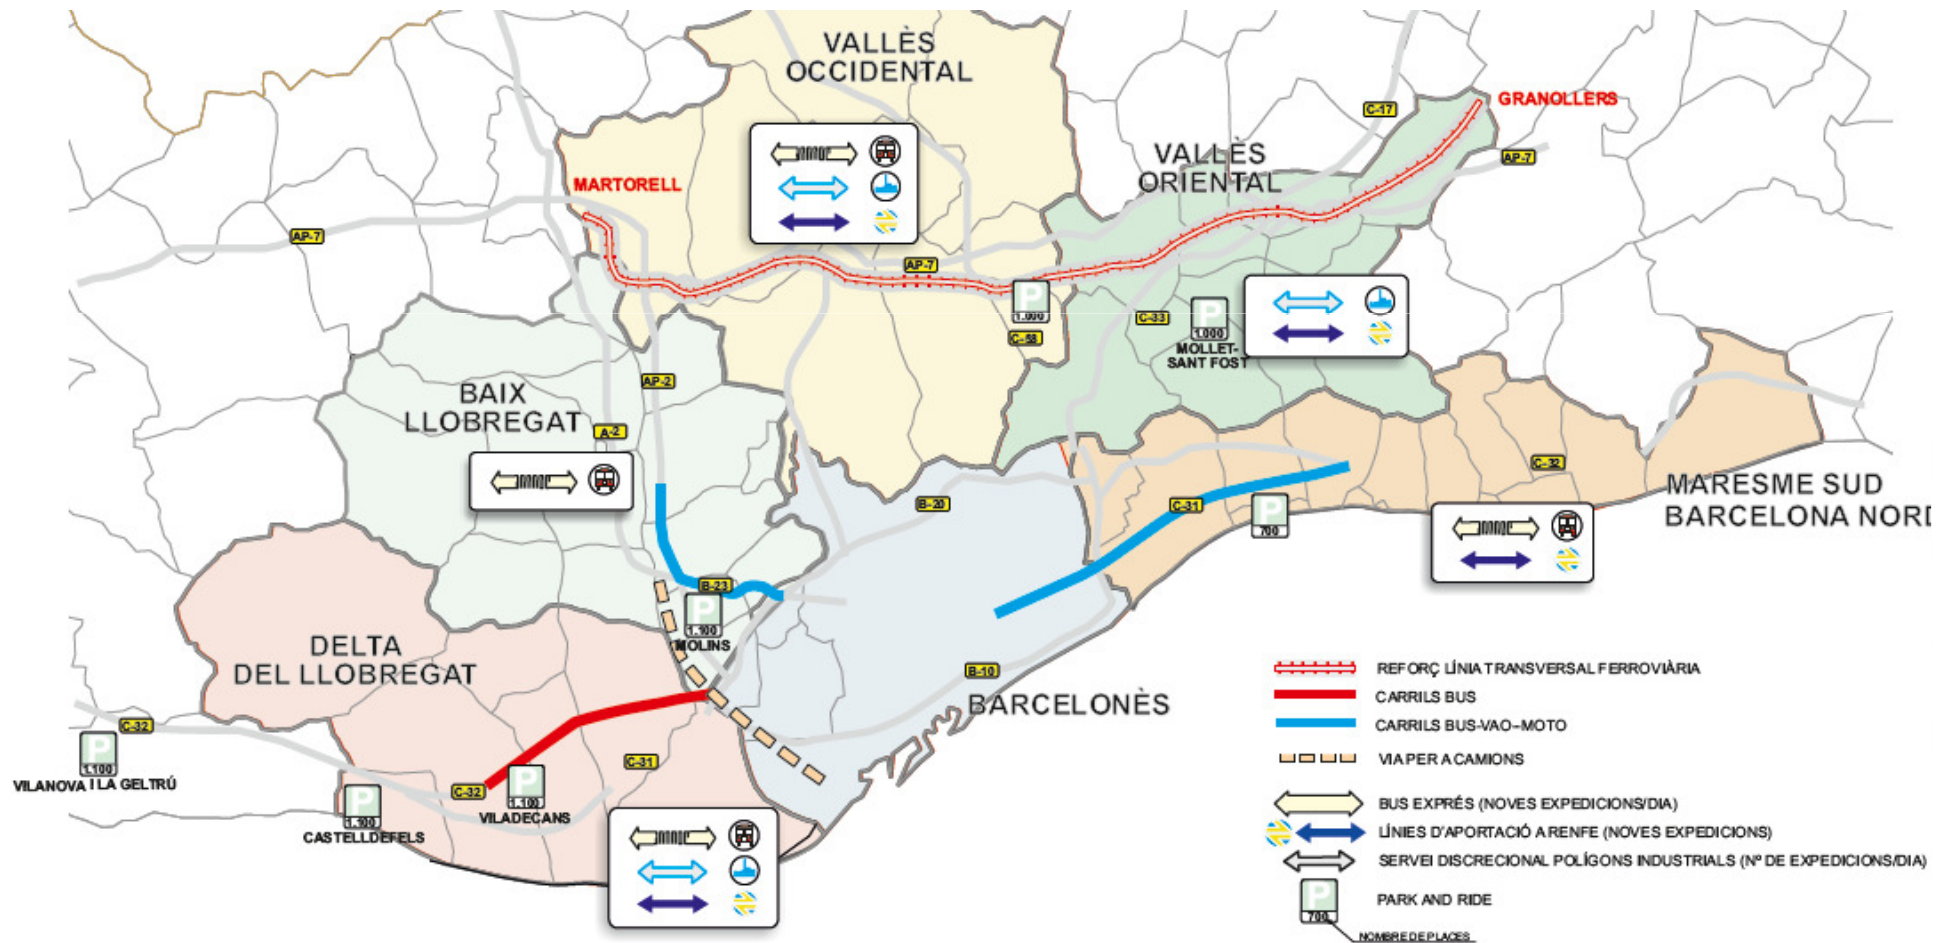 VALLÈS
OCCIDENTAL
GRANOLLERS
C-17
AP-7
VALLÈS
ORIENTAL
MARTORELL
AP-7
AP-7
P
1.000
C-58
C-33
P
1.000
MOLLET-
SANT FOST
BAIX
LLOBREGAT
AP-2
A-2
C-32
MARESME SUD
BARCELONA NORD
B-20
C-31
P
700
B-23
P
1.100
MOLINS
DELTA
DEL LLOBREGAT
B-10
BARCELONÈS
C-32
P
1.100
VILANOVA I LA GELTRÚ
C-31
C-32
P
1.100
VILADECANS
P
1.100
CASTELLDEFELS
REFORÇ LÍNIA TRANSVERSAL FERROVIÀRIA
CARRILS BUS
CARRILS BUS-VAO-MOTO
VIA PER A CAMIONS
BUS EXPRÉS (NOVES EXPEDICIONS/DIA)
LÍNIES D'APORTACIÓ A RENFE (NOVES EXPEDICIONS)
SERVEI DISCRECIONAL POLÍGONS INDUSTRIALS (Nº DE EXPEDICIONS/DIA)
P
700
PARK AND RIDE
NOMBRE DE PLACES